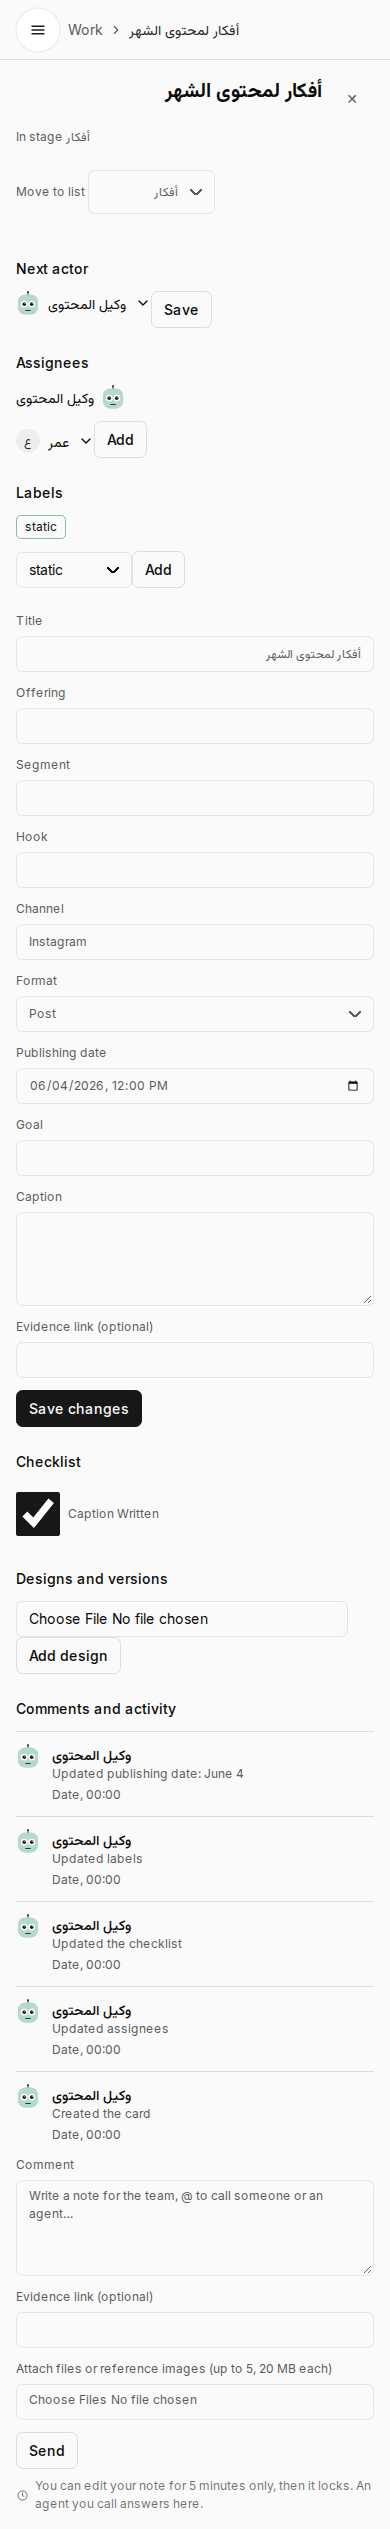 Work > أفكار لمحتوى الشهر
أفكار لمحتوى الشهر ×
In stage أفكار
Move to list أفكار
Next actor
وكيل المحتوى Save
Assignees
وكيل المحتوى
ع عمر Add
Labels
static
static Add
Title
أفكار لمحتوى الشهر
Offering
Segment
Hook
Channel
Instagram
Format
Post
Publishing date
06/04/2026, 12:00 PM
Goal
Caption
Evidence link (optional)
Save changes
Checklist
Caption Written
Designs and versions
Choose File No file chosen
Add design
Comments and activity
وكيل المحتوى
Updated publishing date: June 4
Date, 00:00
وكيل المحتوى
Updated labels
Date, 00:00
وكيل المحتوى
Updated the checklist
Date, 00:00
وكيل المحتوى
Updated assignees
Date, 00:00
وكيل المحتوى
Created the card
Date, 00:00
Comment
Write a note for the team, @ to call someone or an
agent...
Evidence link (optional)
Attach files or reference images (up to 5, 20 MB each)
Choose Files No file chosen
Send
You can edit your note for 5 minutes only, then it locks. An
agent you call answers here.